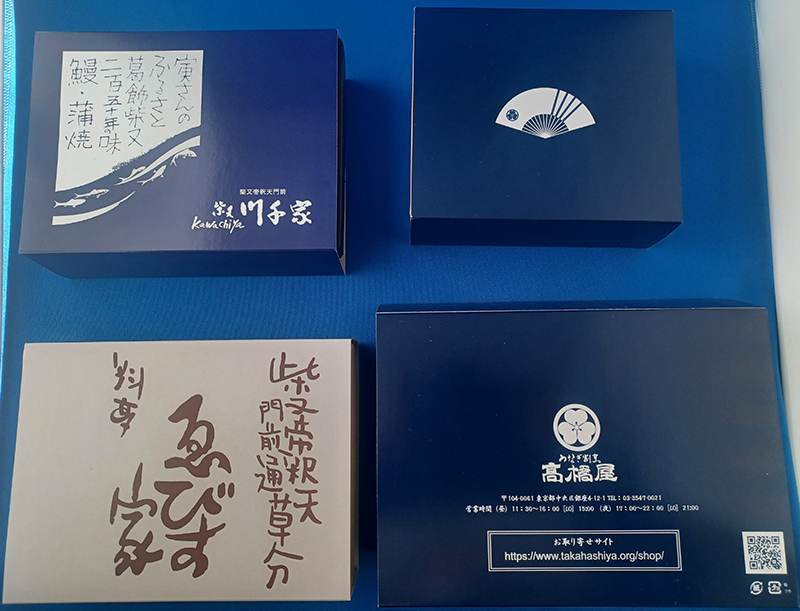 寅さんの
ふるさと
葛飾柴又
二百五十年の味
鰻・蒲焼
柴又帝釈天門前
柴又
川千家
Kawachiya
柴又帝釈天
門前通草分
料亭
ゑびす
家
うなぎ割烹
高橋屋
〒104-0061 東京都中央区銀座4-12-1 TEL：03-3547-0021
営業時間（昼）11：30〜16：00［LO］15：00（夜）17：00〜22：00［LO］21：00
お取り寄せサイト
https://www.takahashiya.org/shop/